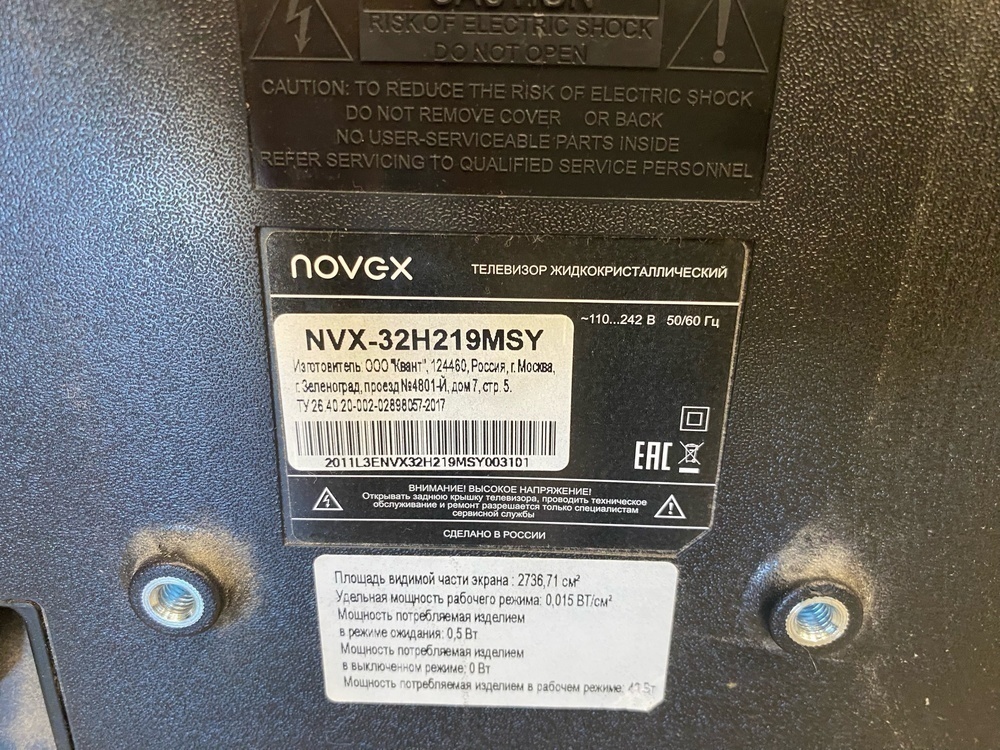 CAUTION
RISK OF ELECTRIC SHOCK
DO NOT OPEN
CAUTION: TO REDUCE THE RISK OF ELECTRIC SHOCK
DO NOT REMOVE COVER OR BACK
NO USER-SERVICEABLE PARTS INSIDE
REFER SERVICING TO QUALIFIED SERVICE PERSONNEL
novex ТЕЛЕВИЗОР ЖИДКОКРИСТАЛЛИЧЕСКИЙ
~110...242 В 50/60 Гц
NVX-32H219MSY
Изготовитель: ООО "Квант", 124460, Россия, г. Москва,
г. Зеленоград, проезд №4801-Й, дом 7, стр. 5.
ТУ 26.40.20-002-02898057-2017
2011L3ENVX32H219MSY003101
EAC
ВНИМАНИЕ! ВЫСОКОЕ НАПРЯЖЕНИЕ!
Открывать заднюю крышку телевизора, проводить техническое
обслуживание и ремонт разрешается только специалистам
сервисной службы
СДЕЛАНО В РОССИИ
Площадь видимой части экрана : 2736,71 см²
Удельная мощность рабочего режима: 0,015 ВТ/см²
Мощность потребляемая изделием
в режиме ожидания: 0,5 Вт
Мощность потребляемая изделием
в выключенном режиме: 0 Вт
Мощность потребляемая изделием в рабочем режиме: Вт